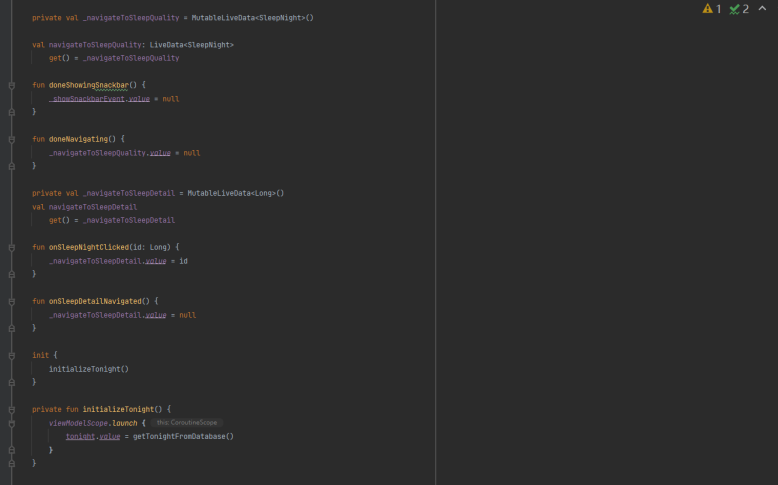 1 2
private val _navigateToSleepQuality = MutableLiveData<SleepNight>()
val navigateToSleepQuality: LiveData<SleepNight>
get() = _navigateToSleepQuality
fun doneShowingSnackbar() {
_showSnackbarEvent.value = null
}
fun doneNavigating() {
_navigateToSleepQuality.value = null
}
private val _navigateToSleepDetail = MutableLiveData<Long>()
val navigateToSleepDetail
get() = _navigateToSleepDetail
fun onSleepNightClicked(id: Long) {
_navigateToSleepDetail.value = id
}
fun onSleepDetailNavigated() {
_navigateToSleepDetail.value = null
}
init {
initializeTonight()
}
private fun initializeTonight() {
viewModelScope.launch { this: CoroutineScope
tonight.value = getTonightFromDatabase()
}
}